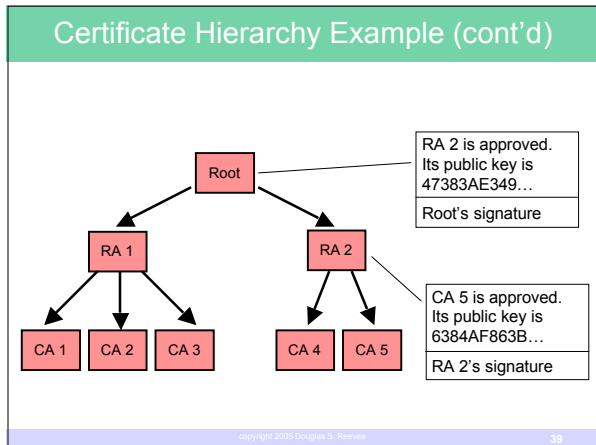 Certificate Hierarchy Example (cont'd)
Root
RA 2 is approved.
Its public key is
47383AE349…
Root's signature
RA 1
RA 2
CA 5 is approved.
Its public key is
6384AF863B…
RA 2's signature
CA 1
CA 2
CA 3
CA 4
CA 5
copyright 2005 Douglas S. Reeves
39